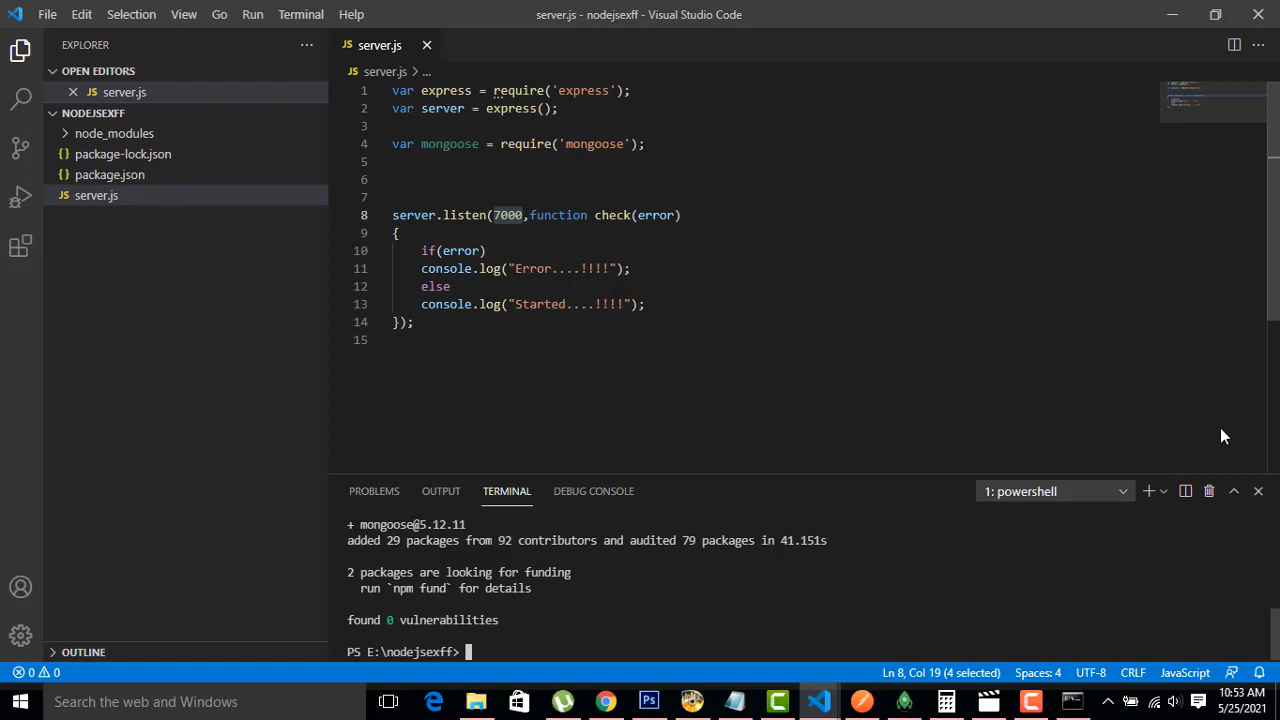 File Edit Selection View Go Run Terminal Help server.js - nodejsexff - Visual Studio Code
EXPLORER
JS server.js
OPEN EDITORS
JS server.js
NODEJSEXFF
node_modules
{} package-lock.json
{} package.json
JS server.js
OUTLINE
JS server.js > ...
1 var express = require('express');
2 var server = express();
3
4 var mongoose = require('mongoose');
5
6
7
8 server.listen(7000,function check(error)
9 {
10 if(error)
11 console.log("Error....!!!!");
12 else
13 console.log("Started....!!!!");
14 });
15
PROBLEMS OUTPUT TERMINAL DEBUG CONSOLE 1: powershell
+ mongoose@5.12.11
added 29 packages from 92 contributors and audited 79 packages in 41.151s
2 packages are looking for funding
run `npm fund` for details
found 0 vulnerabilities
PS E:\nodejsexff>
0 0 Ln 8, Col 19 (4 selected) Spaces: 4 UTF-8 CRLF JavaScript
Search the web and Windows
10:53 AM
5/25/2021